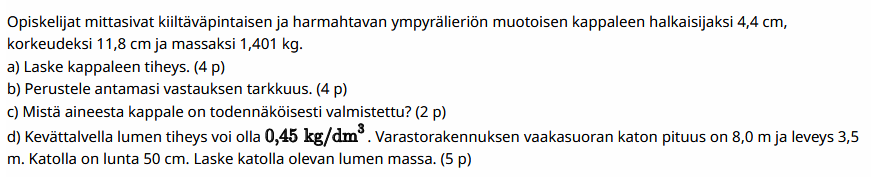 Opiskelijat mittasivat kiiltäväpintaisen ja harmahtavan ympyrälieriön muotoisen kappaleen halkaisijaksi 4,4 cm,
korkeudeksi 11,8 cm ja massaksi 1,401 kg.
a) Laske kappaleen tiheys. (4 p)
b) Perustele antamasi vastauksen tarkkuus. (4 p)
c) Mistä aineesta kappale on todennäköisesti valmistettu? (2 p)
d) Kevättalvella lumen tiheys voi olla 0,45 kg/dm³ . Varastorakennuksen vaakasuoran katon pituus on 8,0 m ja leveys 3,5
m. Katolla on lunta 50 cm. Laske katolla olevan lumen massa. (5 p)